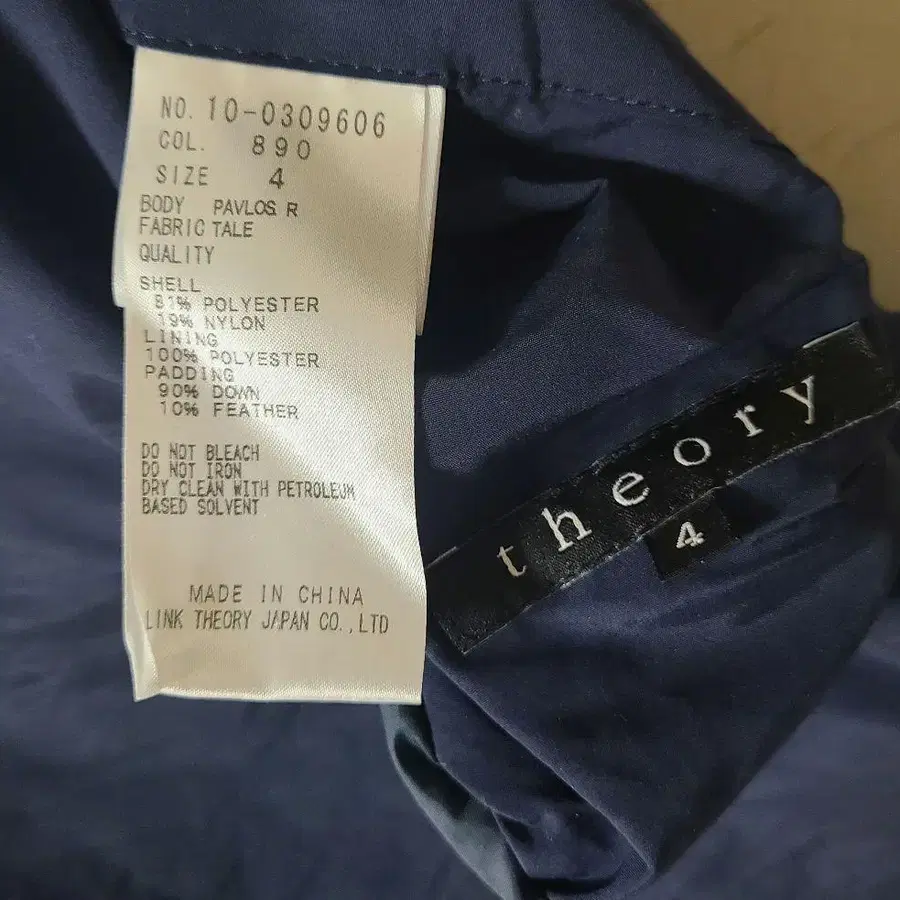 NO. 10-0309606
COL. 890
SIZE 4
BODY PAVLOS R
FABRIC TALE
QUALITY
SHELL
81% POLYESTER
19% NYLON
LINING
100% POLYESTER
PADDING
90% DOWN
10% FEATHER
DO NOT BLEACH
DO NOT IRON
DRY CLEAN WITH PETROLEUM
BASED SOLVENT
MADE IN CHINA
LINK THEORY JAPAN CO.,LTD
theory
4